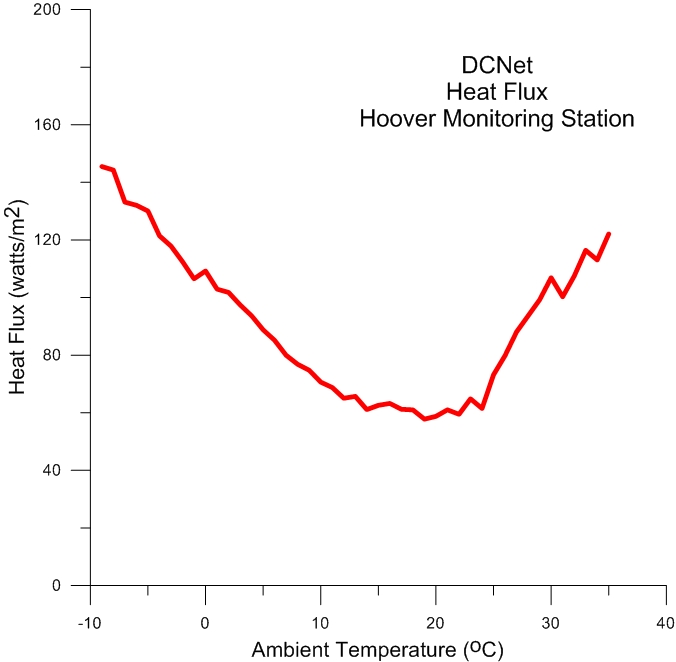 DCNet
Heat Flux
Hoover Monitoring Station
Heat Flux (watts/m2)
200
160
120
80
40
0
-10
0
10
20
30
40
Ambient Temperature (ºC)